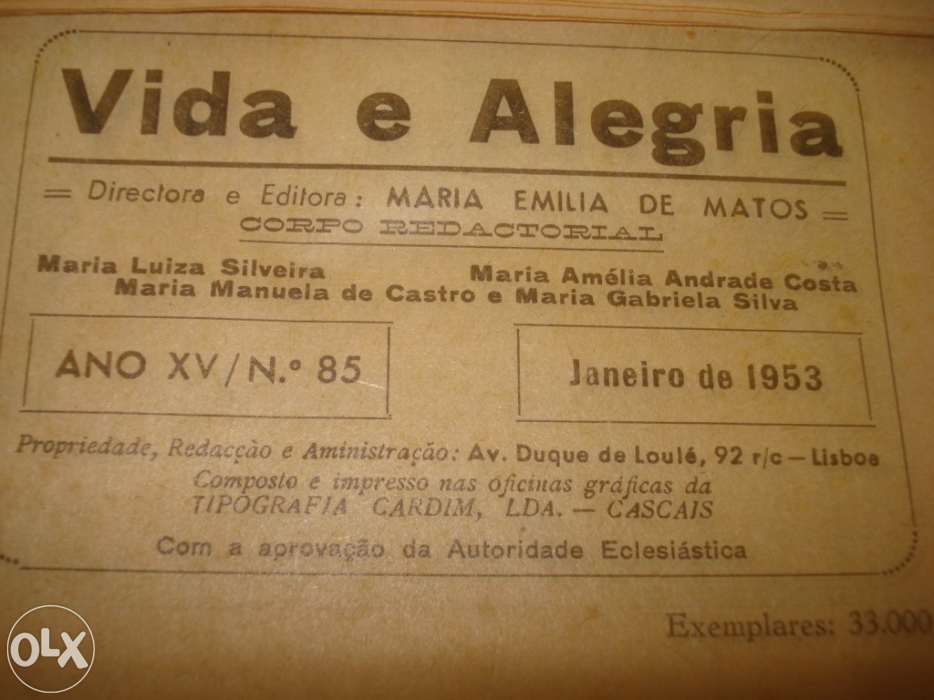 Vida e Alegria
= Directora e Editora: MARIA EMILIA DE MATOS =
CORPO REDACTORIAL
Maria Luiza Silveira Maria Amélia Andrade Costa
Maria Manuela de Castro e Maria Gabriela Silva
ANO XV/N.º 85 Janeiro de 1953
Propriedade, Redacção e Aministração: Av. Duque de Loulé, 92 r/c — Lisboa
Composto e impresso nas oficinas gráficas da
TIPOGRAFIA CARDIM, LDA. — CASCAIS
Com a aprovação da Autoridade Eclesiástica
Exemplares: 33.000
OLX